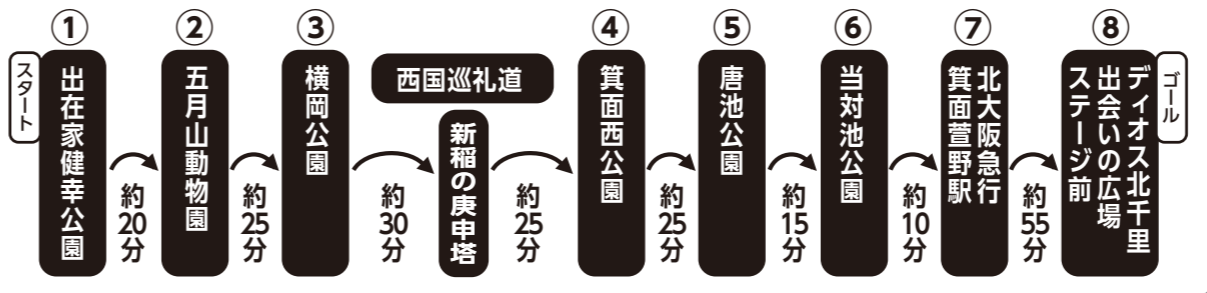 スタート
①
出在家健幸公園
約20分
②
五月山動物園
約25分
③
横岡公園
約30分
西国巡礼道
新稲の庚申塔
約25分
④
箕面西公園
約25分
⑤
唐池公園
約15分
⑥
当対池公園
約10分
⑦
北大阪急行
箕面萱野駅
約55分
⑧
ディオス北千里
出会いの広場
ステージ前
ゴール